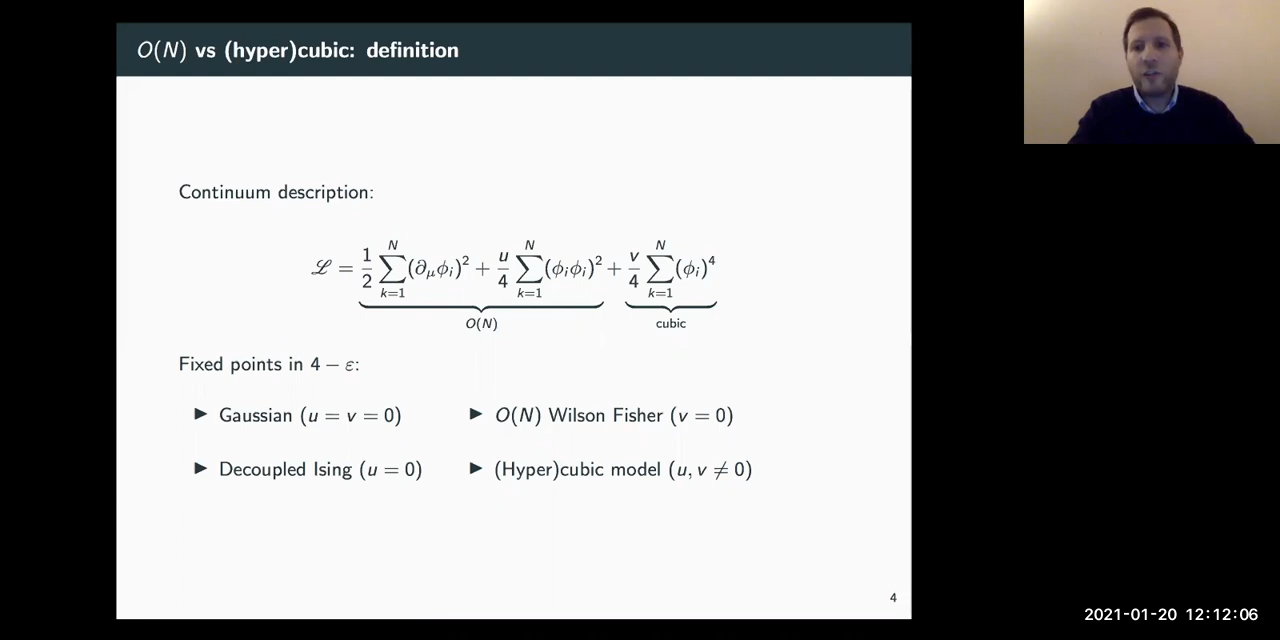 O(N) vs (hyper)cubic: definition
Continuum description:
ℒ = 1/2 ∑_{k=1}^{N} (∂_μ ϕ_i)^2 + u/4 ∑_{k=1}^{N} (ϕ_i ϕ_i)^2 + v/4 ∑_{k=1}^{N} (ϕ_i)^4
O(N) cubic
Fixed points in 4 − ε:
► Gaussian (u = v = 0) ► O(N) Wilson Fisher (v = 0)
► Decoupled Ising (u = 0) ► (Hyper)cubic model (u, v ≠ 0)
4
2021-01-20 12:12:06